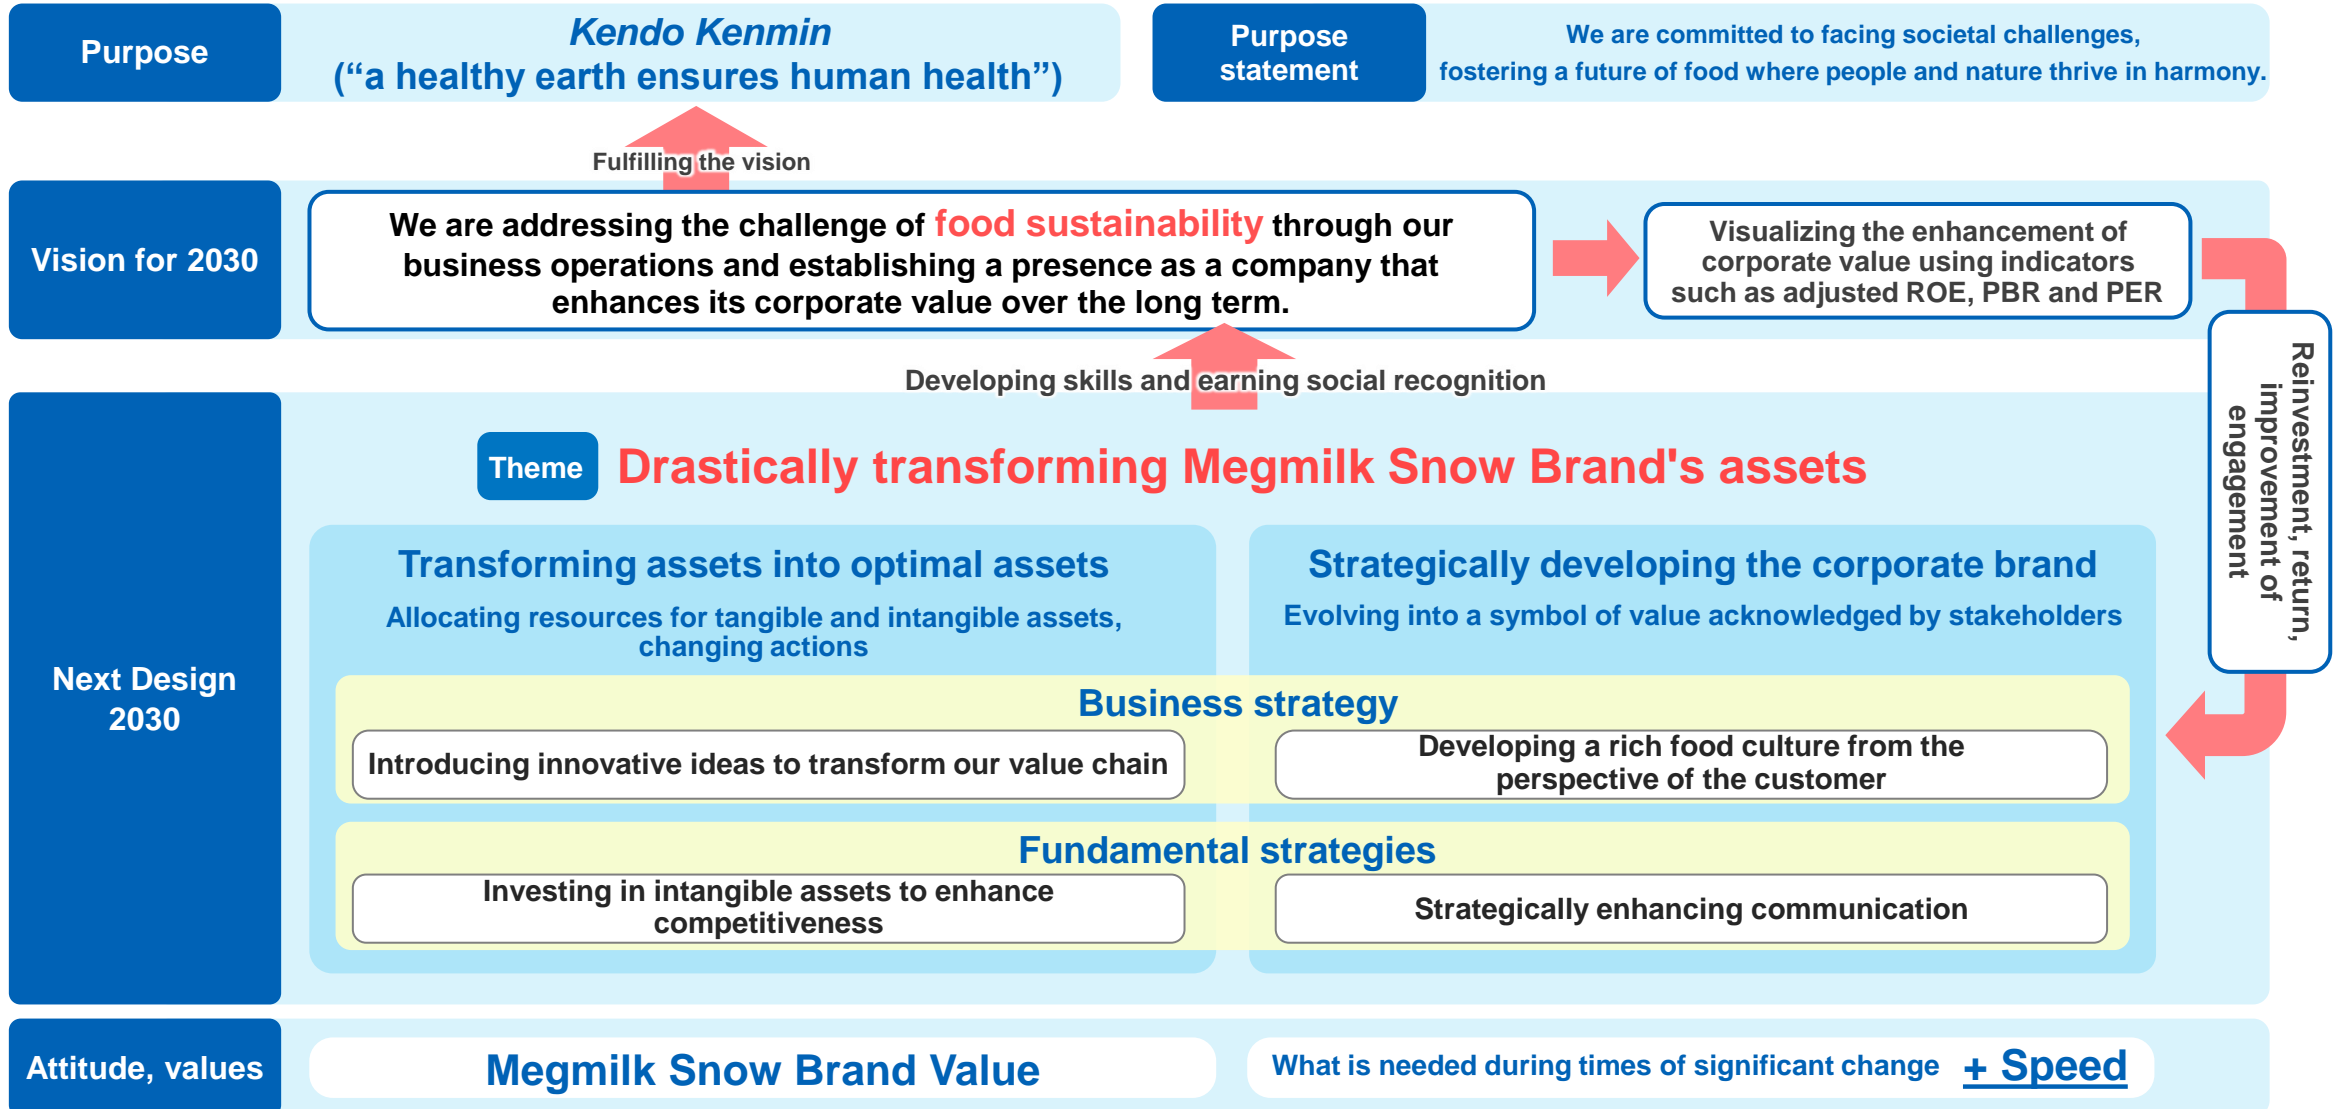 Purpose
Kendo Kenmin
(“a healthy earth ensures human health”)
Purpose
statement
We are committed to facing societal challenges,
fostering a future of food where people and nature thrive in harmony.
Fulfilling the vision
Vision for 2030
We are addressing the challenge of food sustainability through our
business operations and establishing a presence as a company that
enhances its corporate value over the long term.
Visualizing the enhancement of
corporate value using indicators
such as adjusted ROE, PBR and PER
Reinvestment, return,
improvement of
engagement
Developing skills and earning social recognition
Next Design
2030
Theme
Drastically transforming Megmilk Snow Brand's assets
Transforming assets into optimal assets
Allocating resources for tangible and intangible assets,
changing actions
Strategically developing the corporate brand
Evolving into a symbol of value acknowledged by stakeholders
Business strategy
Introducing innovative ideas to transform our value chain
Developing a rich food culture from the
perspective of the customer
Fundamental strategies
Investing in intangible assets to enhance
competitiveness
Strategically enhancing communication
Attitude, values
Megmilk Snow Brand Value
What is needed during times of significant change + Speed